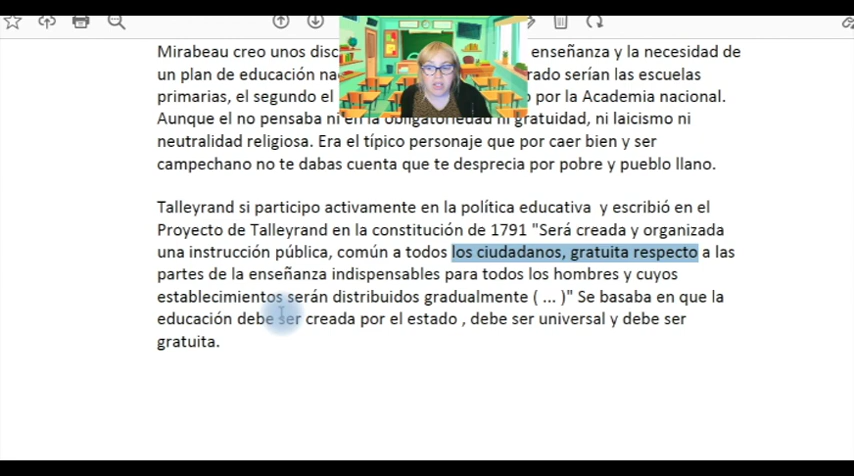 Mirabeau creo unos disc enseñanza y la necesidad de
un plan de educación na rado serían las escuelas
primarias, el segundo el o por la Academia nacional.
Aunque el no pensaba ni en la obligatoriedad ni gratuidad, ni laicismo ni
neutralidad religiosa. Era el típico personaje que por caer bien y ser
campechano no te dabas cuenta que te desprecia por pobre y pueblo llano.
Talleyrand si participo activamente en la política educativa y escribió en el
Proyecto de Talleyrand en la constitución de 1791 "Será creada y organizada
una instrucción pública, común a todos los ciudadanos, gratuita respecto a las
partes de la enseñanza indispensables para todos los hombres y cuyos
establecimientos serán distribuidos gradualmente ( ... )" Se basaba en que la
educación debe ser creada por el estado , debe ser universal y debe ser
gratuita.